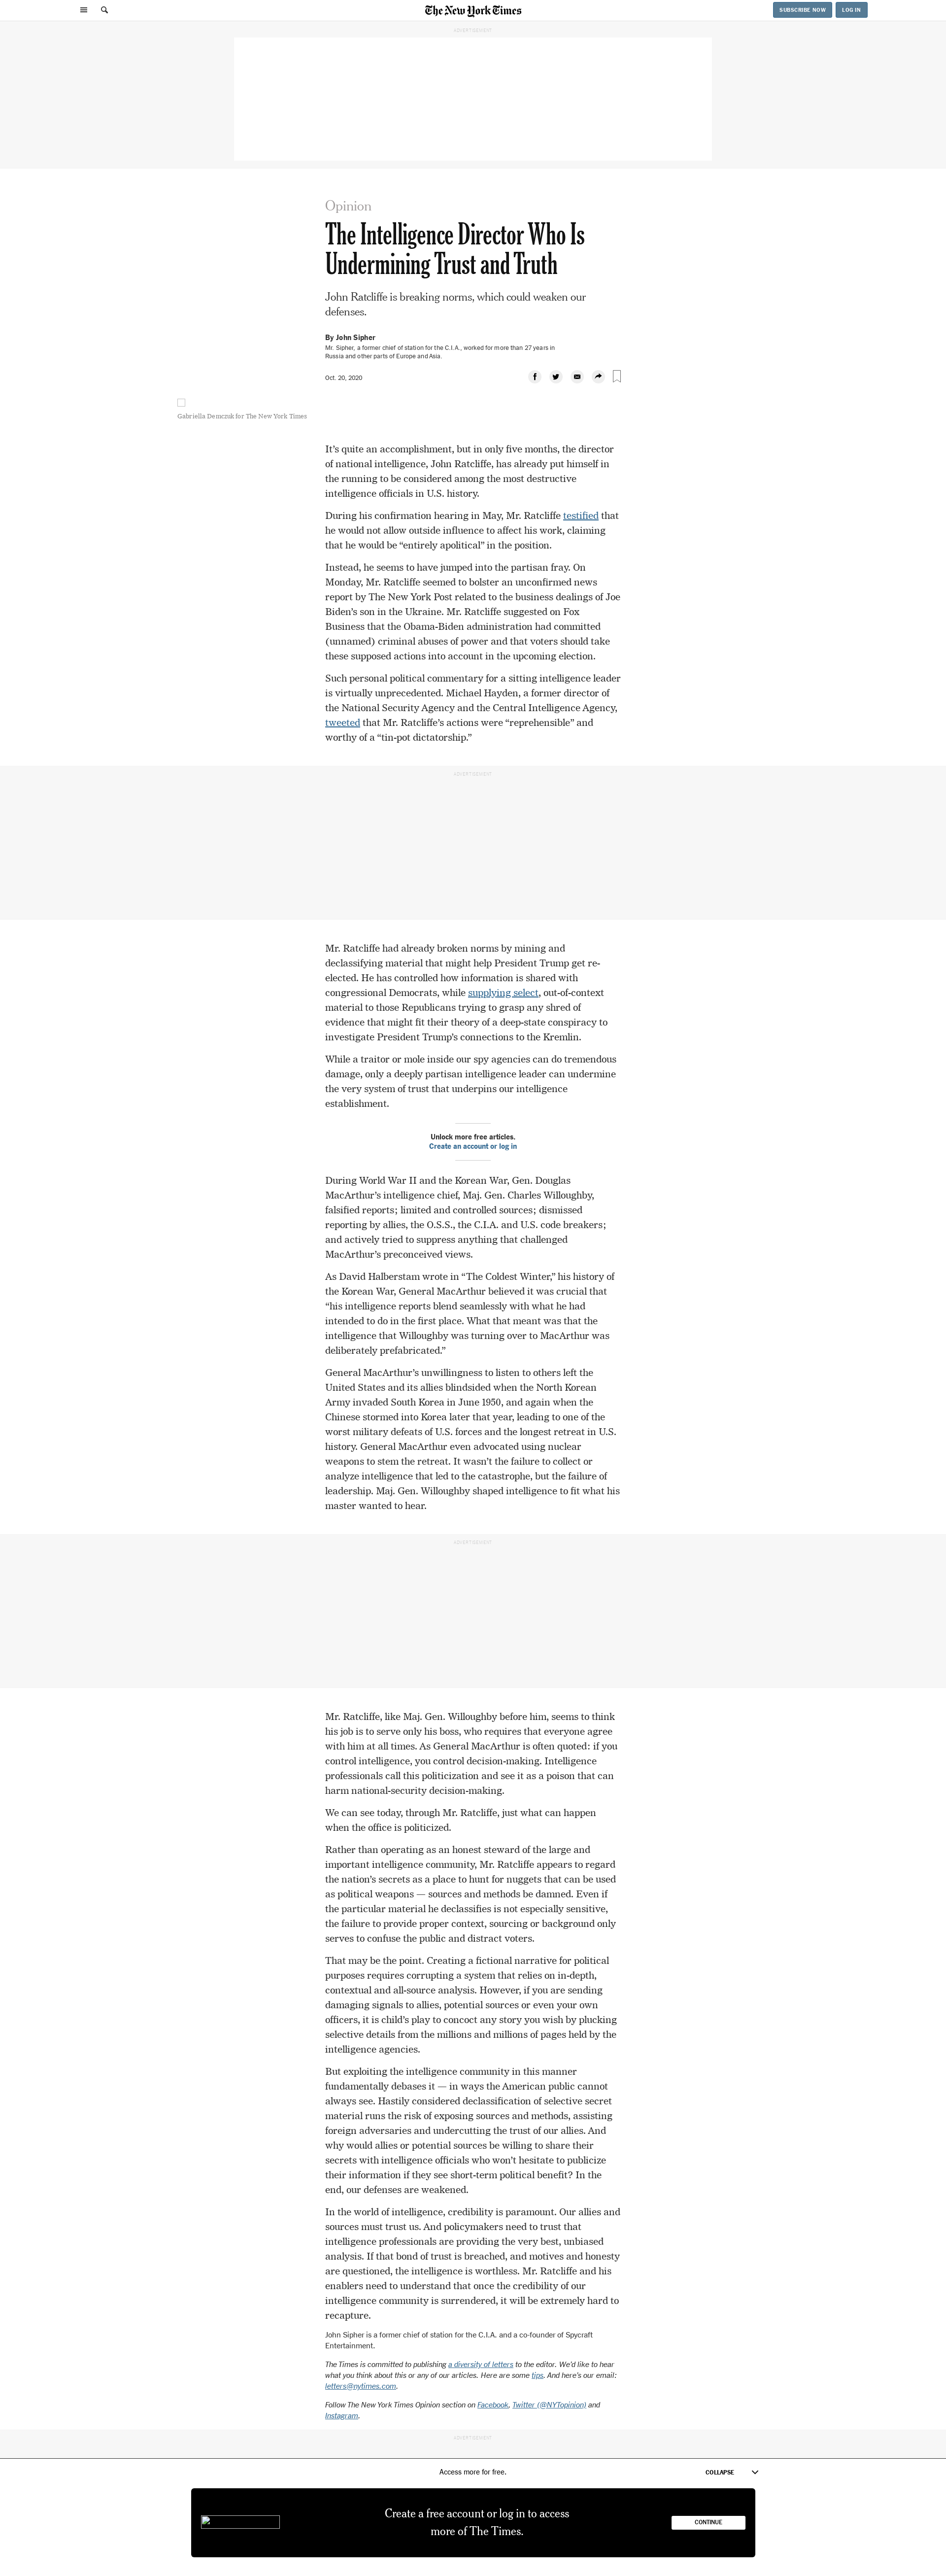 The New York Times
SUBSCRIBE NOW
LOG IN
ADVERTISEMENT
Opinion
The Intelligence Director Who Is
Undermining Trust and Truth
John Ratcliffe is breaking norms, which could weaken our
defenses.
By John Sipher
Mr. Sipher, a former chief of station for the C.I.A., worked for more than 27 years in
Russia and other parts of Europe and Asia.
Oct. 20, 2020
Gabriella Demczuk for The New York Times
It’s quite an accomplishment, but in only five months, the director
of national intelligence, John Ratcliffe, has already put himself in
the running to be considered among the most destructive
intelligence officials in U.S. history.
During his confirmation hearing in May, Mr. Ratcliffe testified that
he would not allow outside influence to affect his work, claiming
that he would be “entirely apolitical” in the position.
Instead, he seems to have jumped into the partisan fray. On
Monday, Mr. Ratcliffe seemed to bolster an unconfirmed news
report by The New York Post related to the business dealings of Joe
Biden’s son in the Ukraine. Mr. Ratcliffe suggested on Fox
Business that the Obama-Biden administration had committed
(unnamed) criminal abuses of power and that voters should take
these supposed actions into account in the upcoming election.
Such personal political commentary for a sitting intelligence leader
is virtually unprecedented. Michael Hayden, a former director of
the National Security Agency and the Central Intelligence Agency,
tweeted that Mr. Ratcliffe’s actions were “reprehensible” and
worthy of a “tin-pot dictatorship.”
ADVERTISEMENT
Mr. Ratcliffe had already broken norms by mining and
declassifying material that might help President Trump get re-
elected. He has controlled how information is shared with
congressional Democrats, while supplying select, out-of-context
material to those Republicans trying to grasp any shred of
evidence that might fit their theory of a deep-state conspiracy to
investigate President Trump’s connections to the Kremlin.
While a traitor or mole inside our spy agencies can do tremendous
damage, only a deeply partisan intelligence leader can undermine
the very system of trust that underpins our intelligence
establishment.
Unlock more free articles.
Create an account or log in
During World War II and the Korean War, Gen. Douglas
MacArthur’s intelligence chief, Maj. Gen. Charles Willoughby,
falsified reports; limited and controlled sources; dismissed
reporting by allies, the O.S.S., the C.I.A. and U.S. code breakers;
and actively tried to suppress anything that challenged
MacArthur’s preconceived views.
As David Halberstam wrote in “The Coldest Winter,” his history of
the Korean War, General MacArthur believed it was crucial that
“his intelligence reports blend seamlessly with what he had
intended to do in the first place. What that meant was that the
intelligence that Willoughby was turning over to MacArthur was
deliberately prefabricated.”
General MacArthur’s unwillingness to listen to others left the
United States and its allies blindsided when the North Korean
Army invaded South Korea in June 1950, and again when the
Chinese stormed into Korea later that year, leading to one of the
worst military defeats of U.S. forces and the longest retreat in U.S.
history. General MacArthur even advocated using nuclear
weapons to stem the retreat. It wasn’t the failure to collect or
analyze intelligence that led to the catastrophe, but the failure of
leadership. Maj. Gen. Willoughby shaped intelligence to fit what his
master wanted to hear.
ADVERTISEMENT
Mr. Ratcliffe, like Maj. Gen. Willoughby before him, seems to think
his job is to serve only his boss, who requires that everyone agree
with him at all times. As General MacArthur is often quoted: if you
control intelligence, you control decision-making. Intelligence
professionals call this politicization and see it as a poison that can
harm national-security decision-making.
We can see today, through Mr. Ratcliffe, just what can happen
when the office is politicized.
Rather than operating as an honest steward of the large and
important intelligence community, Mr. Ratcliffe appears to regard
the nation’s secrets as a place to hunt for nuggets that can be used
as political weapons — sources and methods be damned. Even if
the particular material he declassifies is not especially sensitive,
the failure to provide proper context, sourcing or background only
serves to confuse the public and distract voters.
That may be the point. Creating a fictional narrative for political
purposes requires corrupting a system that relies on in-depth,
contextual and all-source analysis. However, if you are sending
damaging signals to allies, potential sources or even your own
officers, it is child’s play to concoct any story you wish by plucking
selective details from the millions and millions of pages held by the
intelligence agencies.
But exploiting the intelligence community in this manner
fundamentally debases it — in ways the American public cannot
always see. Hastily considered declassification of selective secret
material runs the risk of exposing sources and methods, assisting
foreign adversaries and undercutting the trust of our allies. And
why would allies or potential sources be willing to share their
secrets with intelligence officials who won’t hesitate to publicize
their information if they see short-term political benefit? In the
end, our defenses are weakened.
In the world of intelligence, credibility is paramount. Our allies and
sources must trust us. And policymakers need to trust that
intelligence professionals are providing the very best, unbiased
analysis. If that bond of trust is breached, and motives and honesty
are questioned, the intelligence is worthless. Mr. Ratcliffe and his
enablers need to understand that once the credibility of our
intelligence community is surrendered, it will be extremely hard to
recapture.
John Sipher is a former chief of station for the C.I.A. and a co-founder of Spycraft
Entertainment.
The Times is committed to publishing a diversity of letters to the editor. We’d like to hear
what you think about this or any of our articles. Here are some tips. And here’s our email:
letters@nytimes.com.
Follow The New York Times Opinion section on Facebook, Twitter (@NYTopinion) and
Instagram.
ADVERTISEMENT
Access more for free.
COLLAPSE
Create a free account or log in to access
more of The Times.
CONTINUE